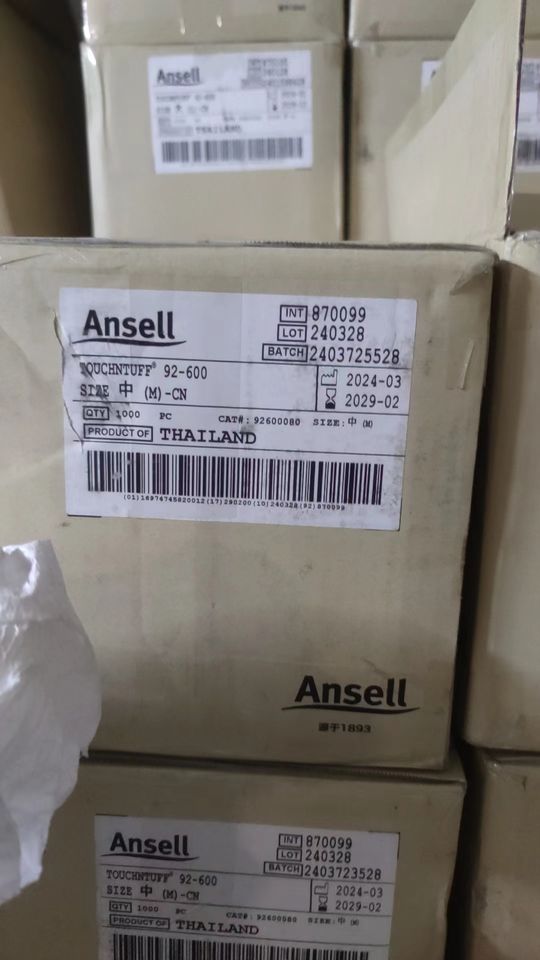 Ansell
THAILAND
Ansell
INT 870099
LOT 240328
BATCH 2403725528
TOUCHNTUFF® 92-600
SIZE 中 (M)-CN
2024-03
2029-02
QTY 1000 PC CAT#: 92600080 SIZE:中 (M)
PRODUCT OF THAILAND
(01)16974745820012(17)290200(10)240328(92)870099
Ansell
源于1893
Ansell
INT 870099
LOT 240328
BATCH 2403723528
TOUCHNTUFF® 92-600
SIZE 中 (M)-CN
2024-03
2029-02
QTY 1000 PC CAT#: 92600080 SIZE:中 (M)
PRODUCT OF THAILAND